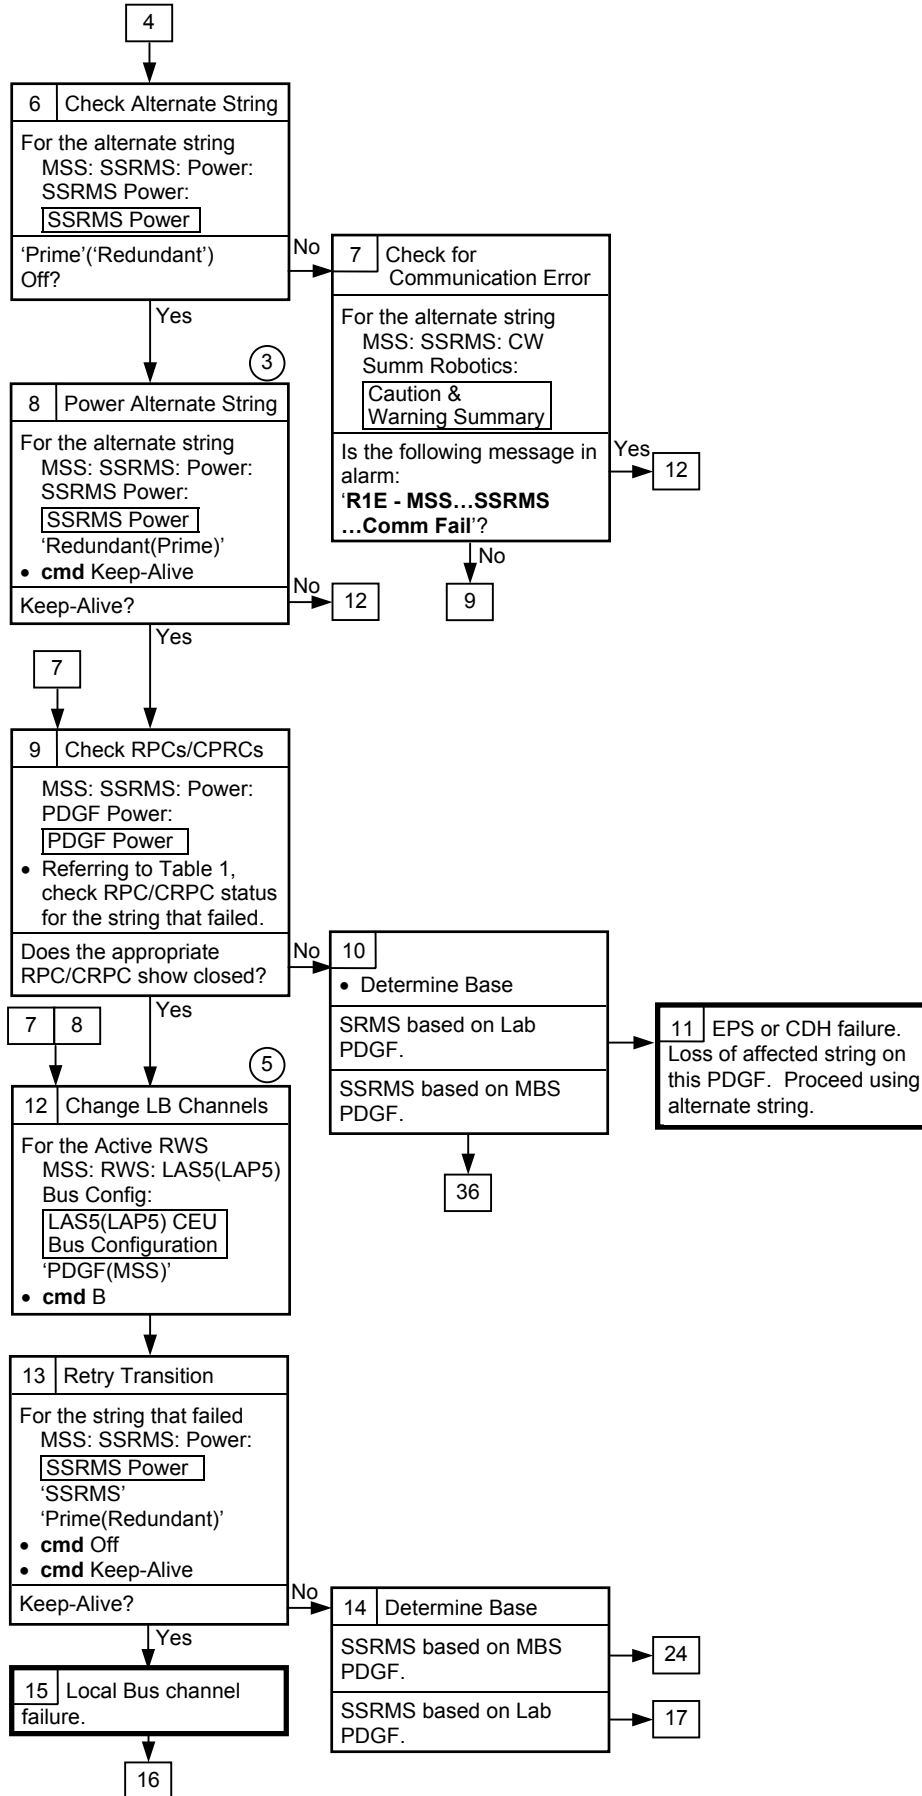 4
6 Check Alternate String
For the alternate string
MSS: SSRMS: Power:
SSRMS Power:
SSRMS Power
‘Prime’(‘Redundant’)
Off?
No
Yes
7 Check for
Communication Error
For the alternate string
MSS: SSRMS: CW
Summ Robotics:
Caution &
Warning Summary
Is the following message in
alarm:
‘R1E - MSS…SSRMS
…Comm Fail’?
Yes
12
No
9
3
8 Power Alternate String
For the alternate string
MSS: SSRMS: Power:
SSRMS Power:
SSRMS Power
‘Redundant(Prime)’
• cmd Keep-Alive
Keep-Alive?
No
12
Yes
7
9 Check RPCs/CPRCs
MSS: SSRMS: Power:
PDGF Power:
PDGF Power
• Referring to Table 1,
check RPC/CRPC status
for the string that failed.
Does the appropriate
RPC/CRPC show closed?
No
Yes
10
• Determine Base
SRMS based on Lab
PDGF.
SSRMS based on MBS
PDGF.
36
11 EPS or CDH failure.
Loss of affected string on
this PDGF. Proceed using
alternate string.
7 8
5
12 Change LB Channels
For the Active RWS
MSS: RWS: LAS5(LAP5)
Bus Config:
LAS5(LAP5) CEU
Bus Configuration
‘PDGF(MSS)’
• cmd B
13 Retry Transition
For the string that failed
MSS: SSRMS: Power:
SSRMS Power
‘SSRMS’
‘Prime(Redundant)’
• cmd Off
• cmd Keep-Alive
Keep-Alive?
No
Yes
14 Determine Base
SSRMS based on MBS
PDGF.
24
SSRMS based on Lab
PDGF.
17
15 Local Bus channel
failure.
16